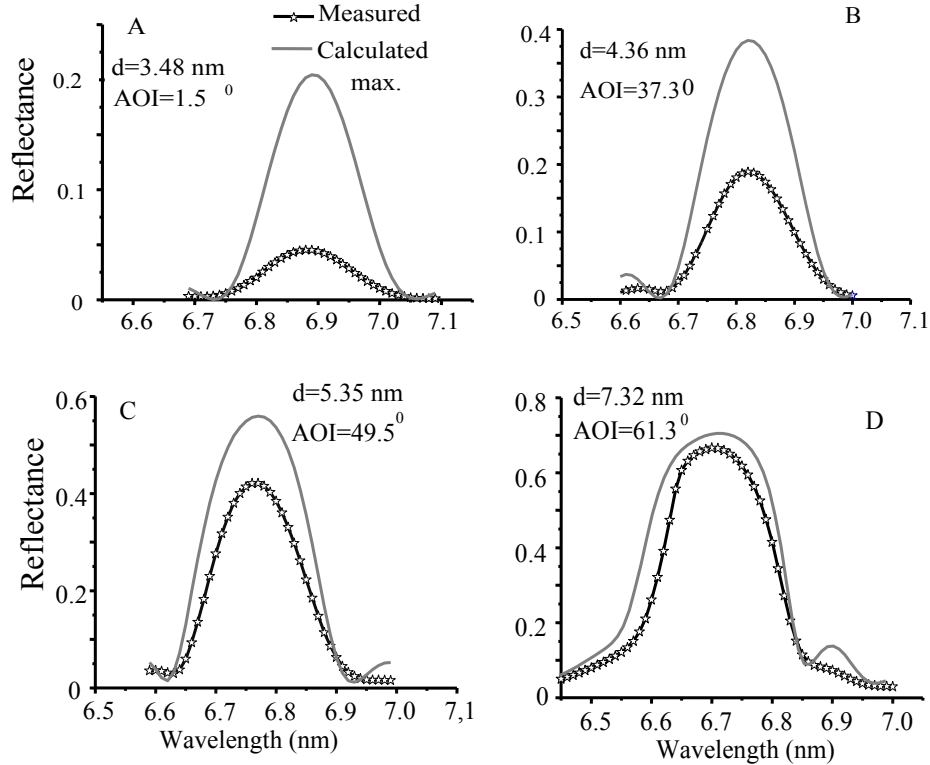 Measured
Calculated
max.
A
d=3.48 nm
AOI=1.5 0
Reflectance
0.2
0.1
0
6.6 6.7 6.8 6.9 7.0 7.1
B
d=4.36 nm
AOI=37.30
0.4
0.3
0.2
0.1
0
6.5 6.6 6.7 6.8 6.9 7.0 7.1
C
d=5.35 nm
AOI=49.5 0
Reflectance
0.6
0.4
0.2
0
6.5 6.6 6.7 6.8 6.9 7.0 7,1
Wavelength (nm)
d=7.32 nm
AOI=61.3 0
D
0.8
0.6
0.4
0.2
0
6.5 6.6 6.7 6.8 6.9 7.0
Wavelength (nm)